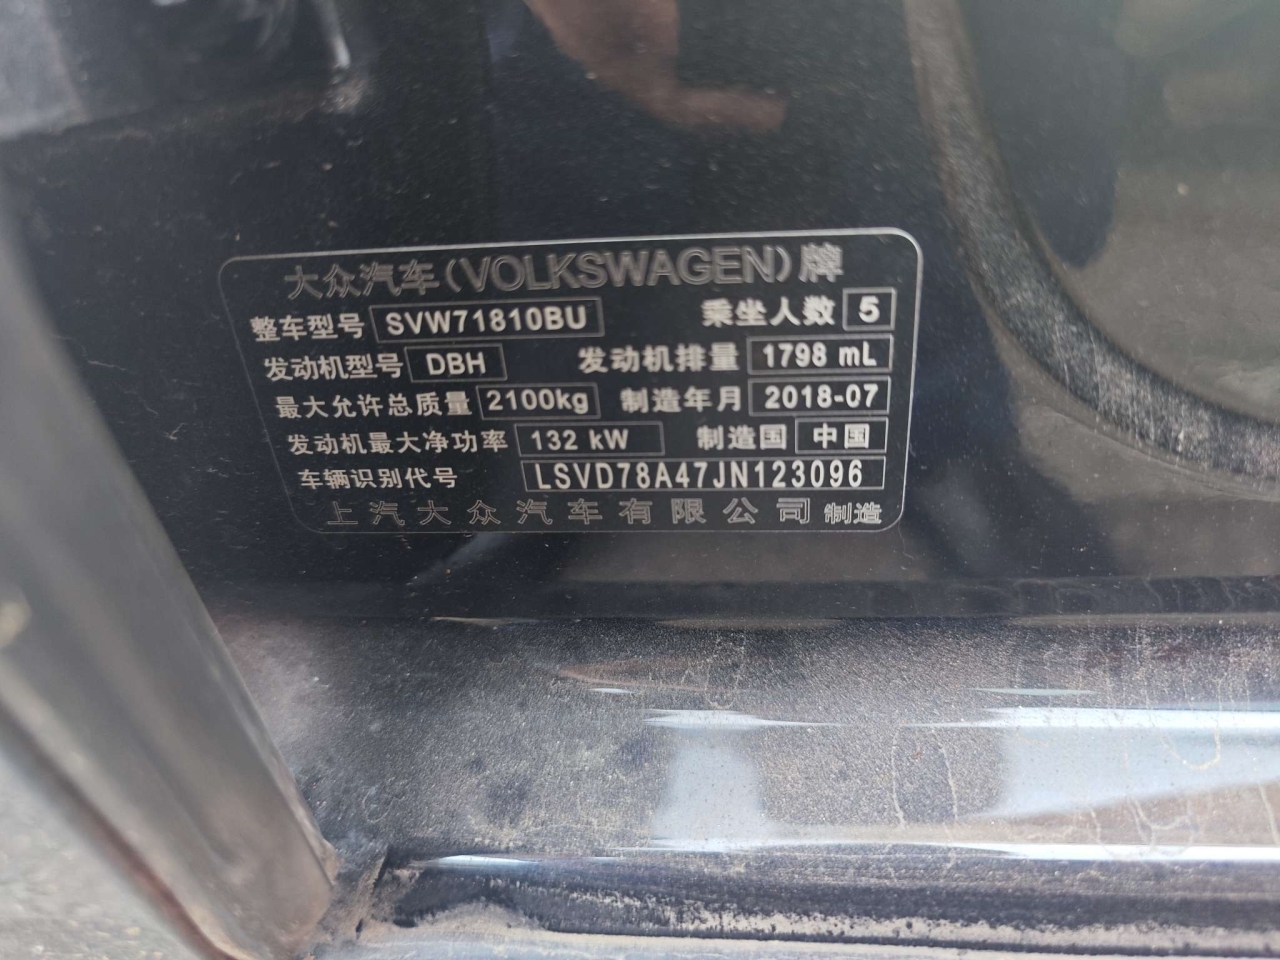 大众汽车(VOLKSWAGEN)牌
整车型号 SVW71810BU 乘坐人数 5
发动机型号 DBH 发动机排量 1798 mL
最大允许总质量 2100kg 制造年月 2018-07
发动机最大净功率 132 kW 制造国 中国
车辆识别代号 LSVD78A47JN123096
上汽大众汽车有限公司 制造